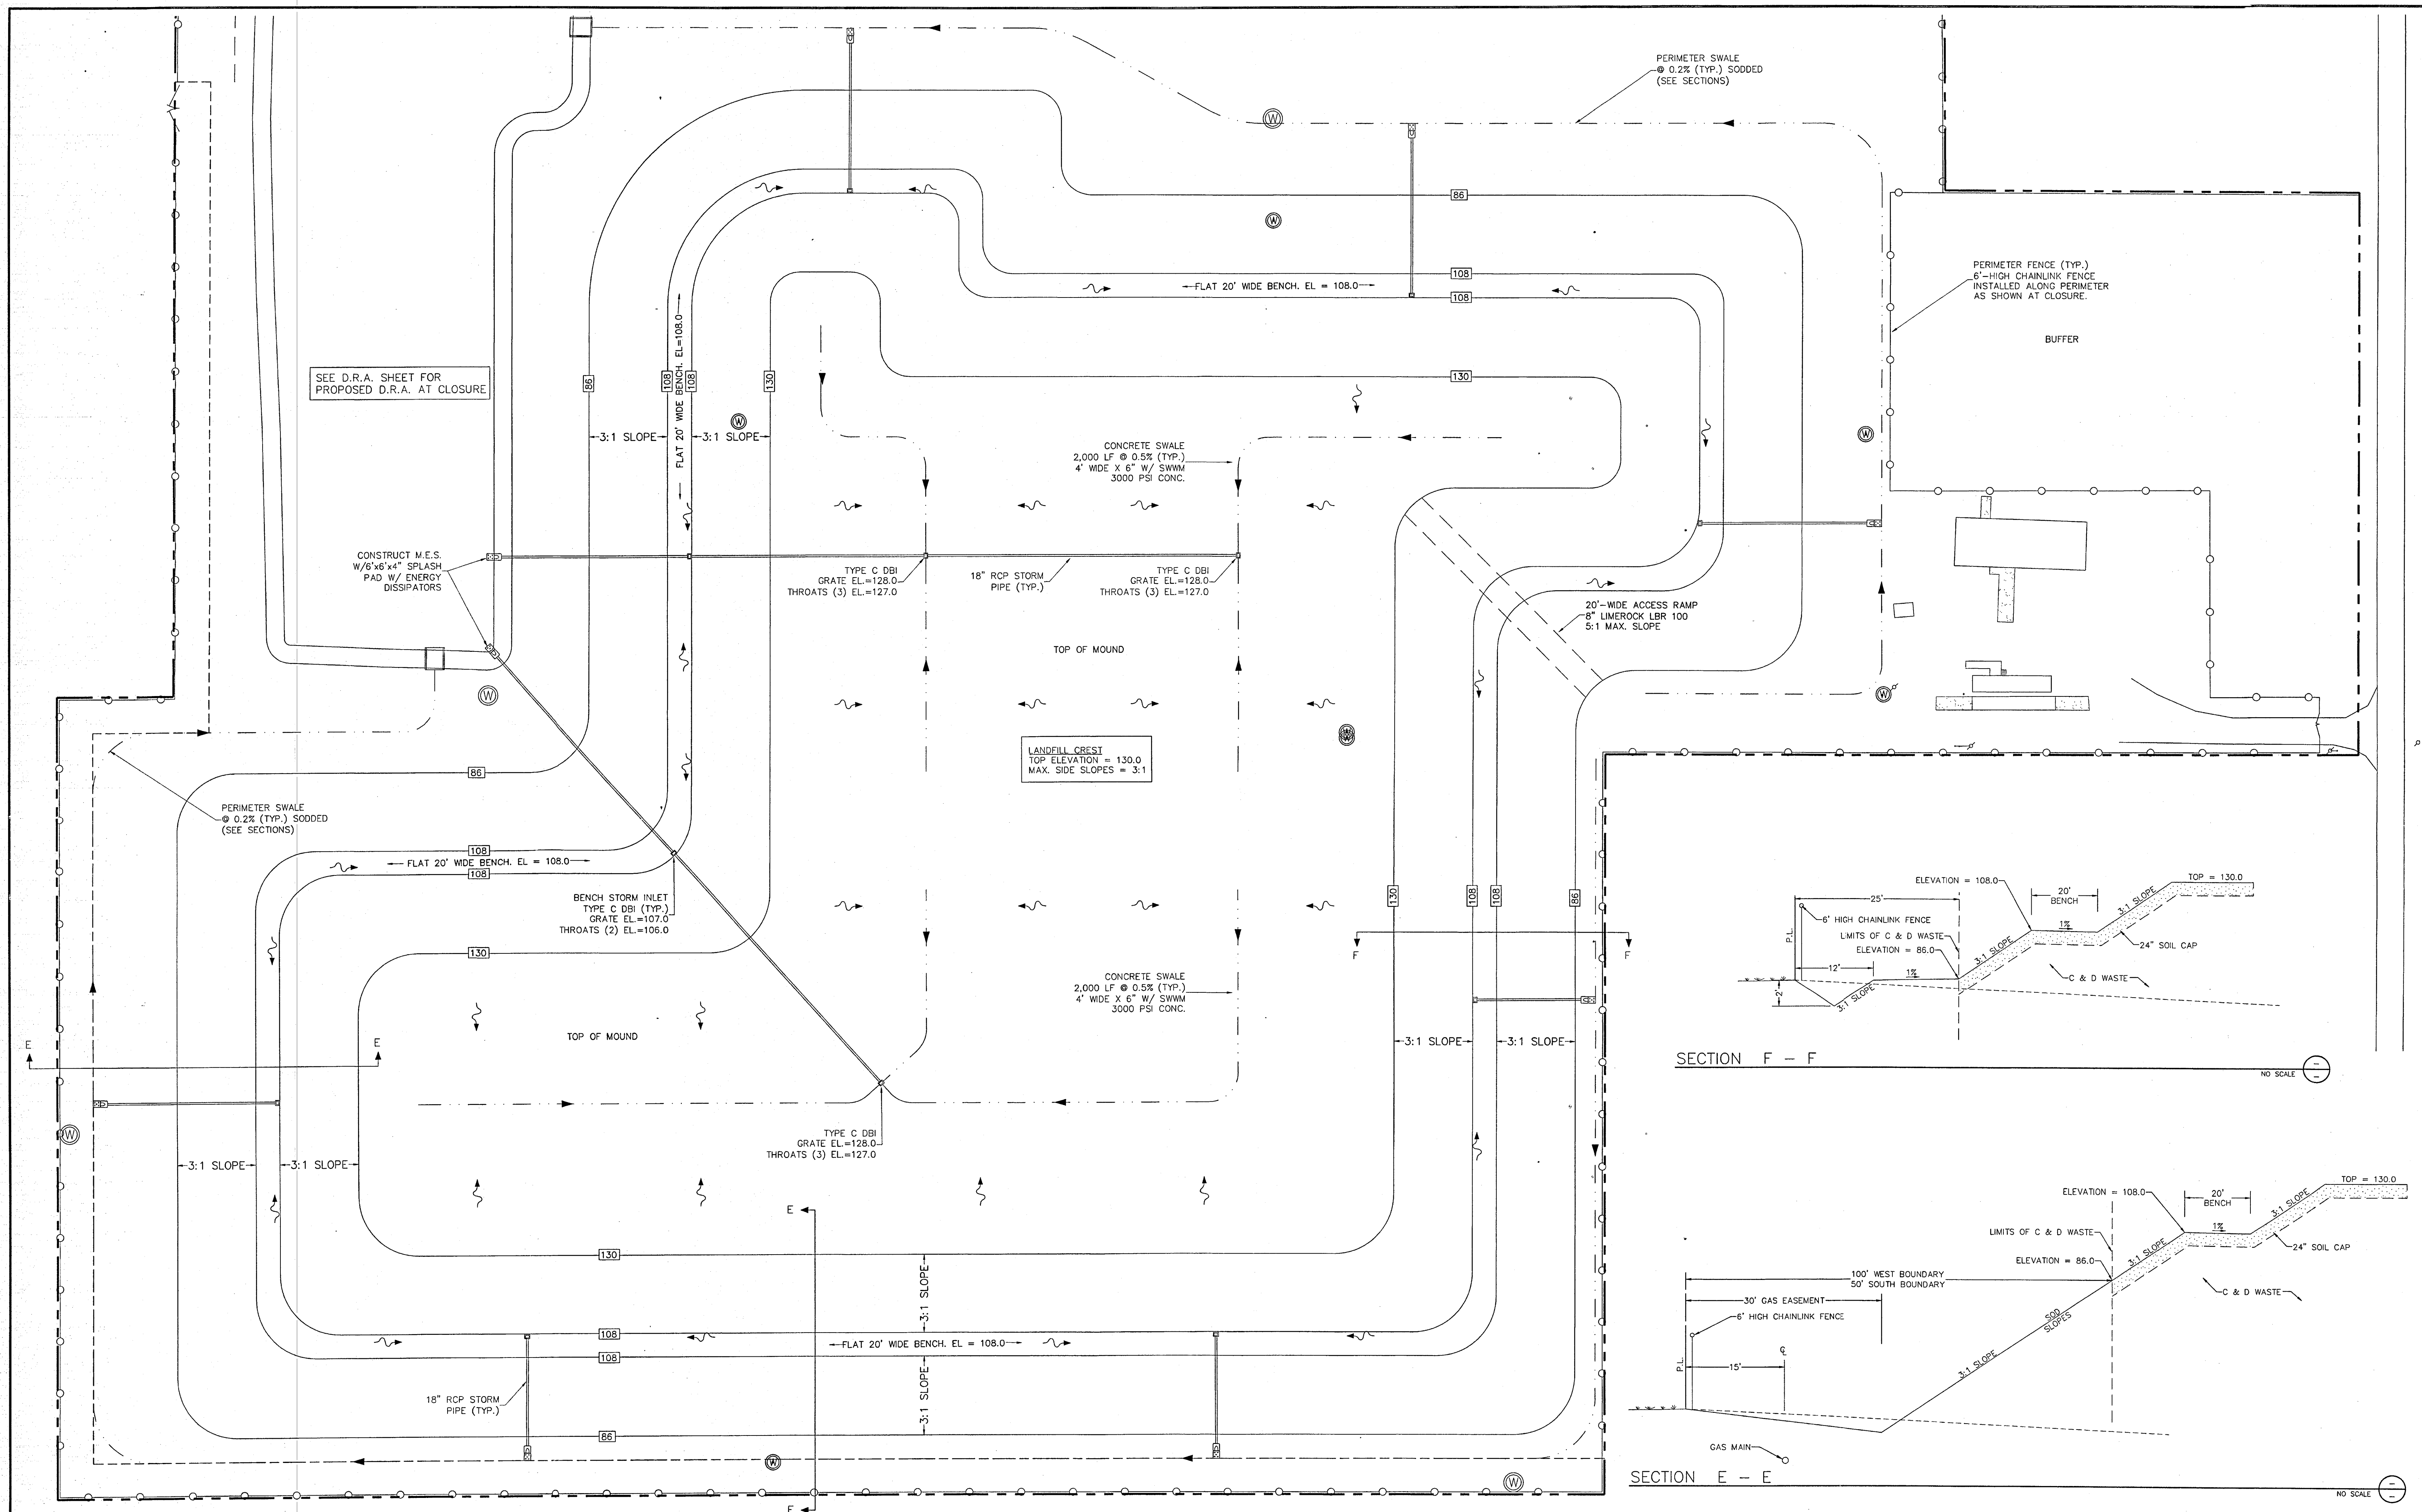 PERIMETER SWALE
@ 0.2% (TYP.) SODDED
(SEE SECTIONS)
W
86
W
PERIMETER FENCE (TYP.)
6'-HIGH CHAINLINK FENCE
INSTALLED ALONG PERIMETER
AS SHOWN AT CLOSURE.
BUFFER
108
FLAT 20' WIDE BENCH. EL = 108.0
108
SEE D.R.A. SHEET FOR
PROPOSED D.R.A. AT CLOSURE
86
108
FLAT 20' WIDE BENCH. EL=108.0
108
130
130
3:1 SLOPE
3:1 SLOPE
W
W
CONCRETE SWALE
2,000 LF @ 0.5% (TYP.)
4' WIDE X 6" W/ SWWM
3000 PSI CONC.
CONSTRUCT M.E.S.
W/6'x6'x4" SPLASH
PAD W/ ENERGY
DISSIPATORS
TYPE C DBI
GRATE EL.=128.0
THROATS (3) EL.=127.0
18" RCP STORM
PIPE (TYP.)
TYPE C DBI
GRATE EL.=128.0
THROATS (3) EL.=127.0
20'-WIDE ACCESS RAMP
8" LIMEROCK LBR 100
5:1 MAX. SLOPE
TOP OF MOUND
W
W
W
LANDFILL CREST
TOP ELEVATION = 130.0
MAX. SIDE SLOPES = 3:1
86
PERIMETER SWALE
@ 0.2% (TYP.) SODDED
(SEE SECTIONS)
108
FLAT 20' WIDE BENCH. EL = 108.0
108
BENCH STORM INLET
TYPE C DBI (TYP.)
GRATE EL.=107.0
THROATS (2) EL.=106.0
130
130
108
108
86
F
F
CONCRETE SWALE
2,000 LF @ 0.5% (TYP.)
4' WIDE X 6" W/ SWWM
3000 PSI CONC.
TOP OF MOUND
E
E
3:1 SLOPE
3:1 SLOPE
W
TYPE C DBI
GRATE EL.=128.0
THROATS (3) EL.=127.0
3:1 SLOPE
3:1 SLOPE
E
130
3:1 SLOPE
108
FLAT 20' WIDE BENCH. EL = 108.0
108
3:1 SLOPE
18" RCP STORM
PIPE (TYP.)
86
W
W
E
ELEVATION = 108.0
TOP = 130.0
20'
BENCH
25'
3:1 SLOPE
6' HIGH CHAINLINK FENCE
1%
LIMITS OF C & D WASTE
P.L.
24" SOIL CAP
ELEVATION = 86.0
3:1 SLOPE
12'
1%
C & D WASTE
2'
3:1 SLOPE
SECTION F - F
NO SCALE
-
-
TOP = 130.0
ELEVATION = 108.0
20'
BENCH
3:1 SLOPE
LIMITS OF C & D WASTE
1%
24" SOIL CAP
3:1 SLOPE
ELEVATION = 86.0
100' WEST BOUNDARY
50' SOUTH BOUNDARY
C & D WASTE
30' GAS EASEMENT
6' HIGH CHAINLINK FENCE
SOD
SLOPES
P.L.
15'
℄
3:1 SLOPE
GAS MAIN
SECTION E - E
NO SCALE
-
-